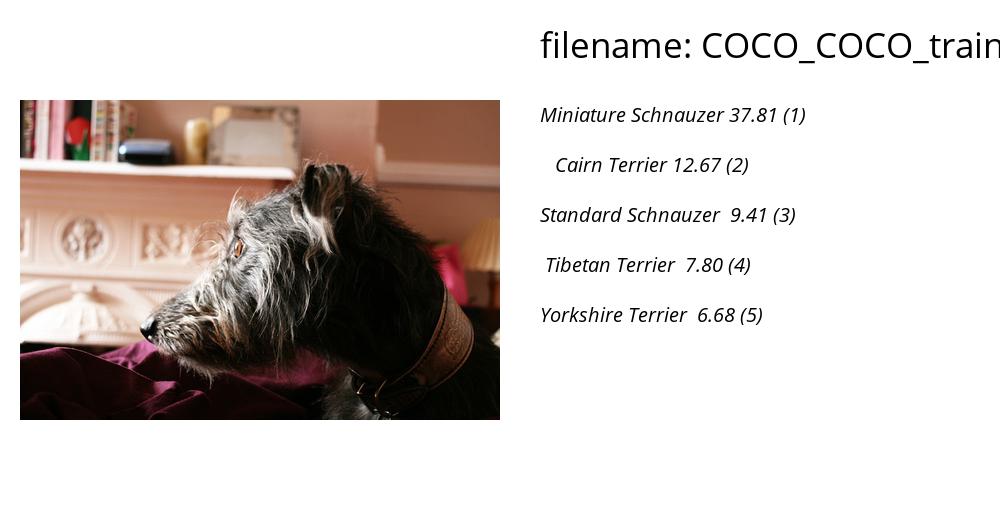 filename: COCO_COCO_train
Miniature Schnauzer 37.81 (1)
Cairn Terrier 12.67 (2)
Standard Schnauzer 9.41 (3)
Tibetan Terrier 7.80 (4)
Yorkshire Terrier 6.68 (5)